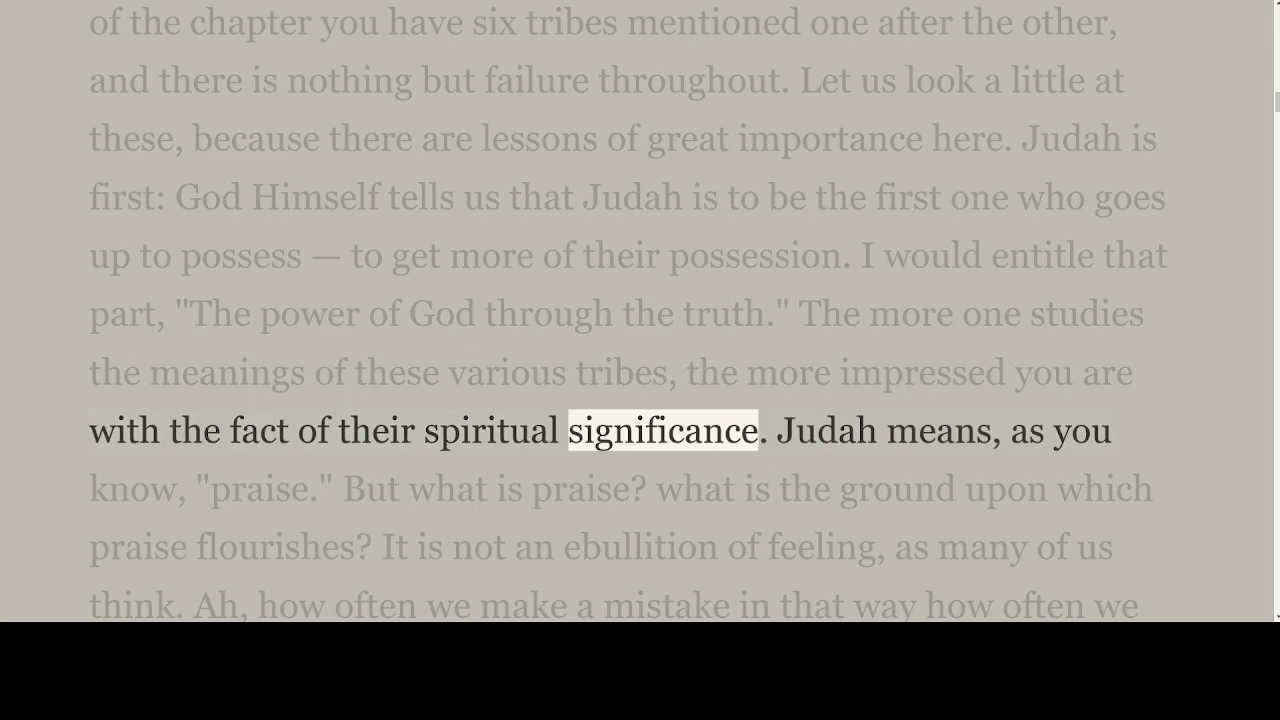 of the chapter you have six tribes mentioned one after the other,
and there is nothing but failure throughout. Let us look a little at
these, because there are lessons of great importance here. Judah is
first: God Himself tells us that Judah is to be the first one who goes
up to possess — to get more of their possession. I would entitle that
part, "The power of God through the truth." The more one studies
the meanings of these various tribes, the more impressed you are
with the fact of their spiritual significance. Judah means, as you
know, "praise." But what is praise? what is the ground upon which
praise flourishes? It is not an ebullition of feeling, as many of us
think. Ah, how often we make a mistake in that way how often we